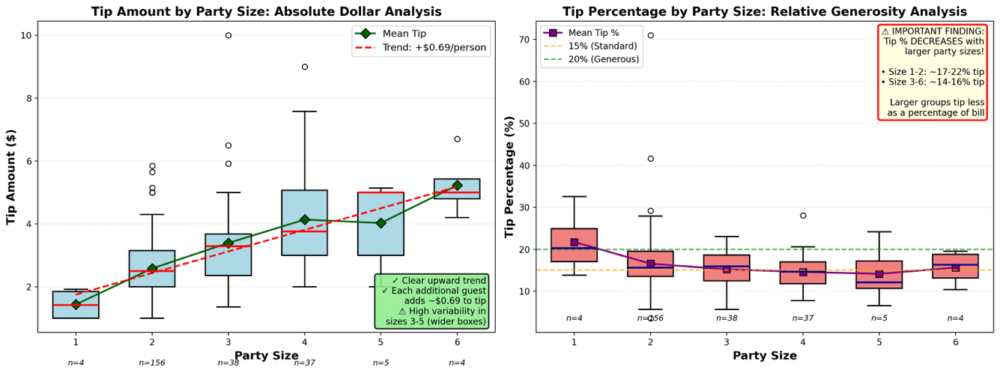 Tip Amount by Party Size: Absolute Dollar Analysis
Mean Tip
Trend: +$0.69/person
10
8
6
4
2
Tip Amount ($)
✓ Clear upward trend
✓ Each additional guest
adds ~$0.69 to tip
⚠ High variability in
sizes 3-5 (wider boxes)
1 2 3 4 5 6
Party Size
n=4 n=156 n=38 n=37 n=5 n=4
Tip Percentage by Party Size: Relative Generosity Analysis
Mean Tip %
15% (Standard)
20% (Generous)
⚠ IMPORTANT FINDING:
Tip % DECREASES with
larger party sizes!
• Size 1-2: ~17-22% tip
• Size 3-6: ~14-16% tip
Larger groups tip less
as a percentage of bill
70
60
50
40
30
20
10
Tip Percentage (%)
n=4 n=156 n=38 n=37 n=5 n=4
1 2 3 4 5 6
Party Size